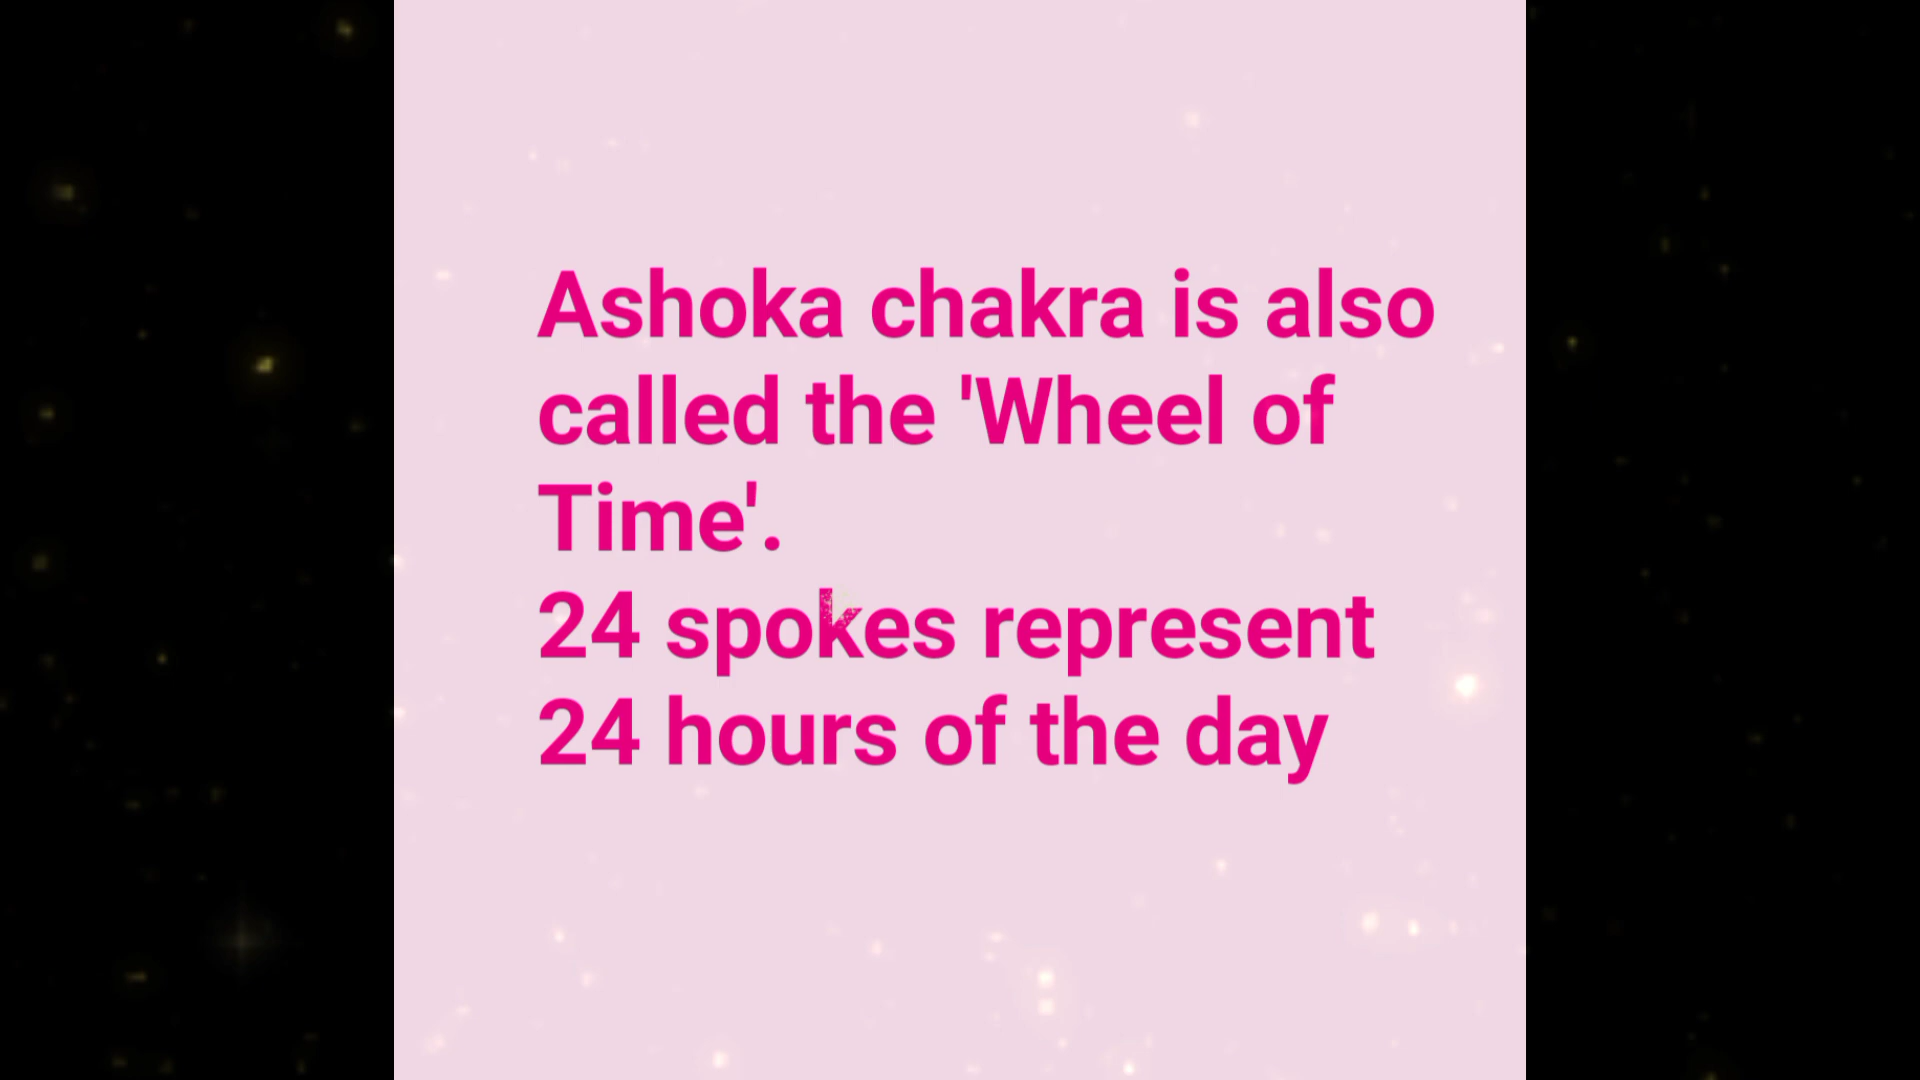 Ashoka chakra is also
called the 'Wheel of
Time'.
24 spokes represent
24 hours of the day